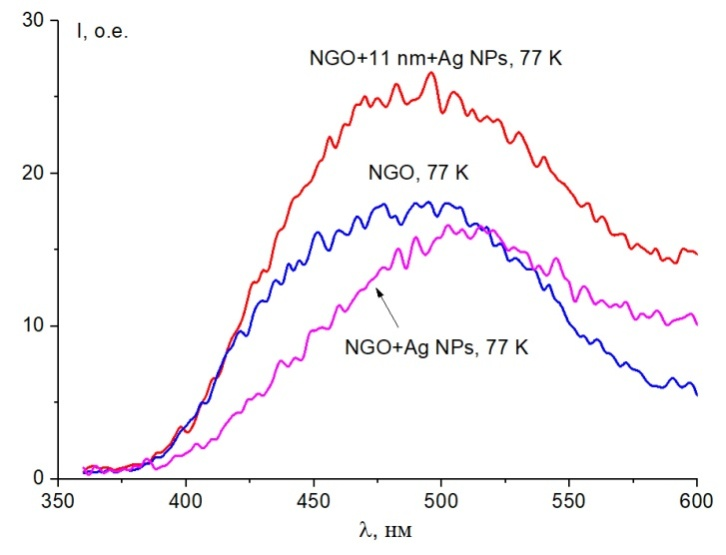 30
I, o.e.
NGO+11 nm+Ag NPs, 77 K
20
NGO, 77 K
10
NGO+Ag NPs, 77 K
0
350 400 450 500 550 600
λ, нм